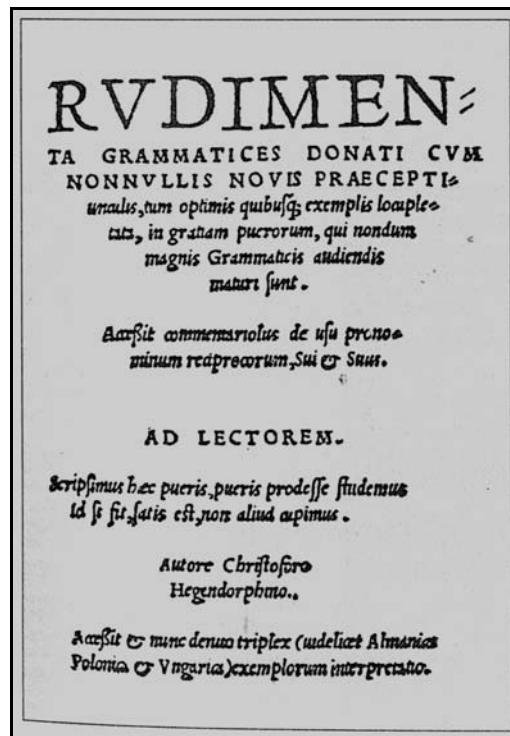 RVDIMEN⸗
TA GRAMMATICES DONATI CVM
NONNVLLIS NOVIS PRAECEPTI⸗
unculis, tum optimis quibusq; exemplis locuple⸗
tata, in gratiam puerorum, qui nondum
magnis Grammaticis audiendis
maturi ſunt.
Acceßit commentariolus de uſu prono⸗
minum reciprocorum, Sui & Suus.
AD LECTOREM.
Scripſimus hæc pueris, pueris prodeſſe ſtudemus
Id ſi fit, ſatis eſt, non aliud cupimus.
Autore Chriſtoforo
Hegendorphino.
Acceßit & nunc denuo triplex (uidelicet Almanica
Polonica & Vngarica) exemplorum interpretatio.